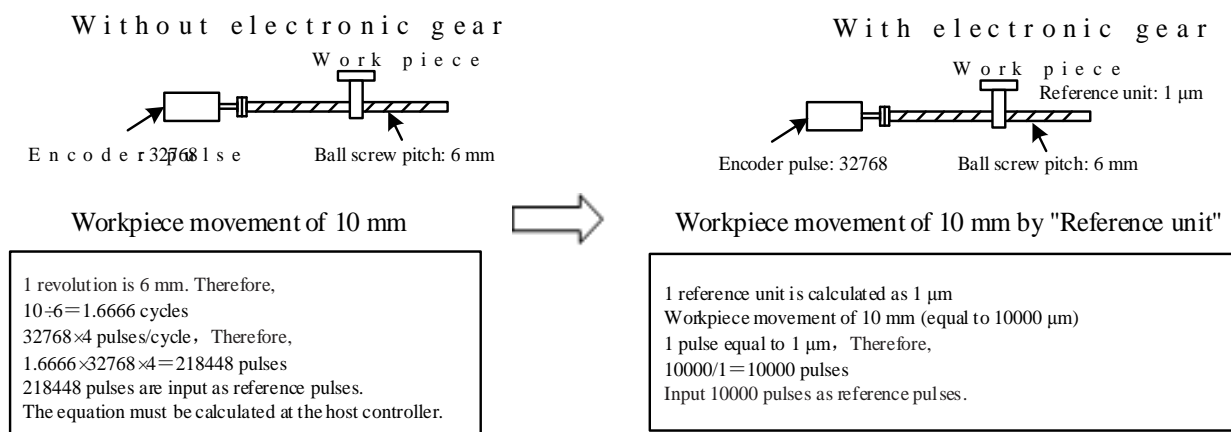 Without electronic gear
Work piece
Encoder pulse: 32768
Ball screw pitch: 6 mm
Workpiece movement of 10 mm
1 revolution is 6 mm. Therefore,
10÷6＝1.6666 cycles
32768×4 pulses/cycle，Therefore,
1.6666×32768×4＝218448 pulses
218448 pulses are input as reference pulses.
The equation must be calculated at the host controller.
With electronic gear
Work piece
Reference unit: 1 μm
Encoder pulse: 32768
Ball screw pitch: 6 mm
Workpiece movement of 10 mm by "Reference unit"
1 reference unit is calculated as 1 μm
Workpiece movement of 10 mm (equal to 10000 μm)
1 pulse equal to 1 μm，Therefore,
10000/1＝10000 pulses
Input 10000 pulses as reference pulses.